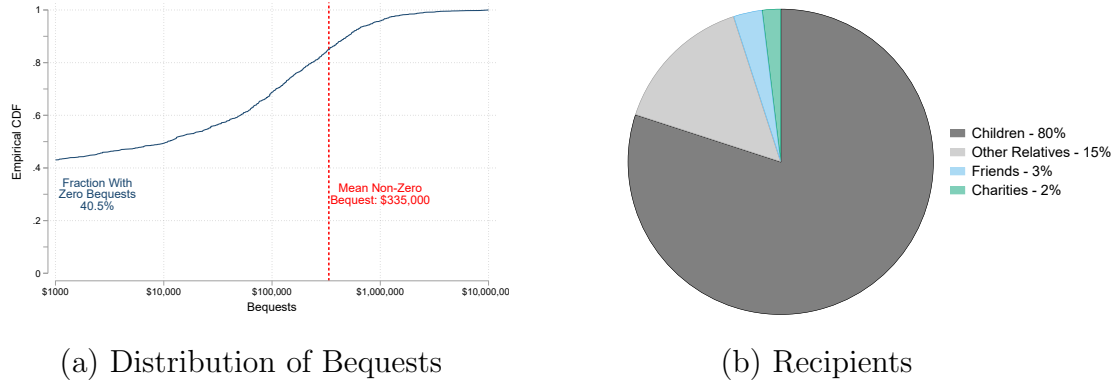 1
.8
.6
.4
.2
0
Empirical CDF
Fraction With
Zero Bequests
40.5%
Mean Non-Zero
Bequest: $335,000
$1000
$10,000
$100,000
$1,000,000
$10,000,00
Bequests
(a) Distribution of Bequests
Children - 80%
Other Relatives - 15%
Friends - 3%
Charities - 2%
(b) Recipients